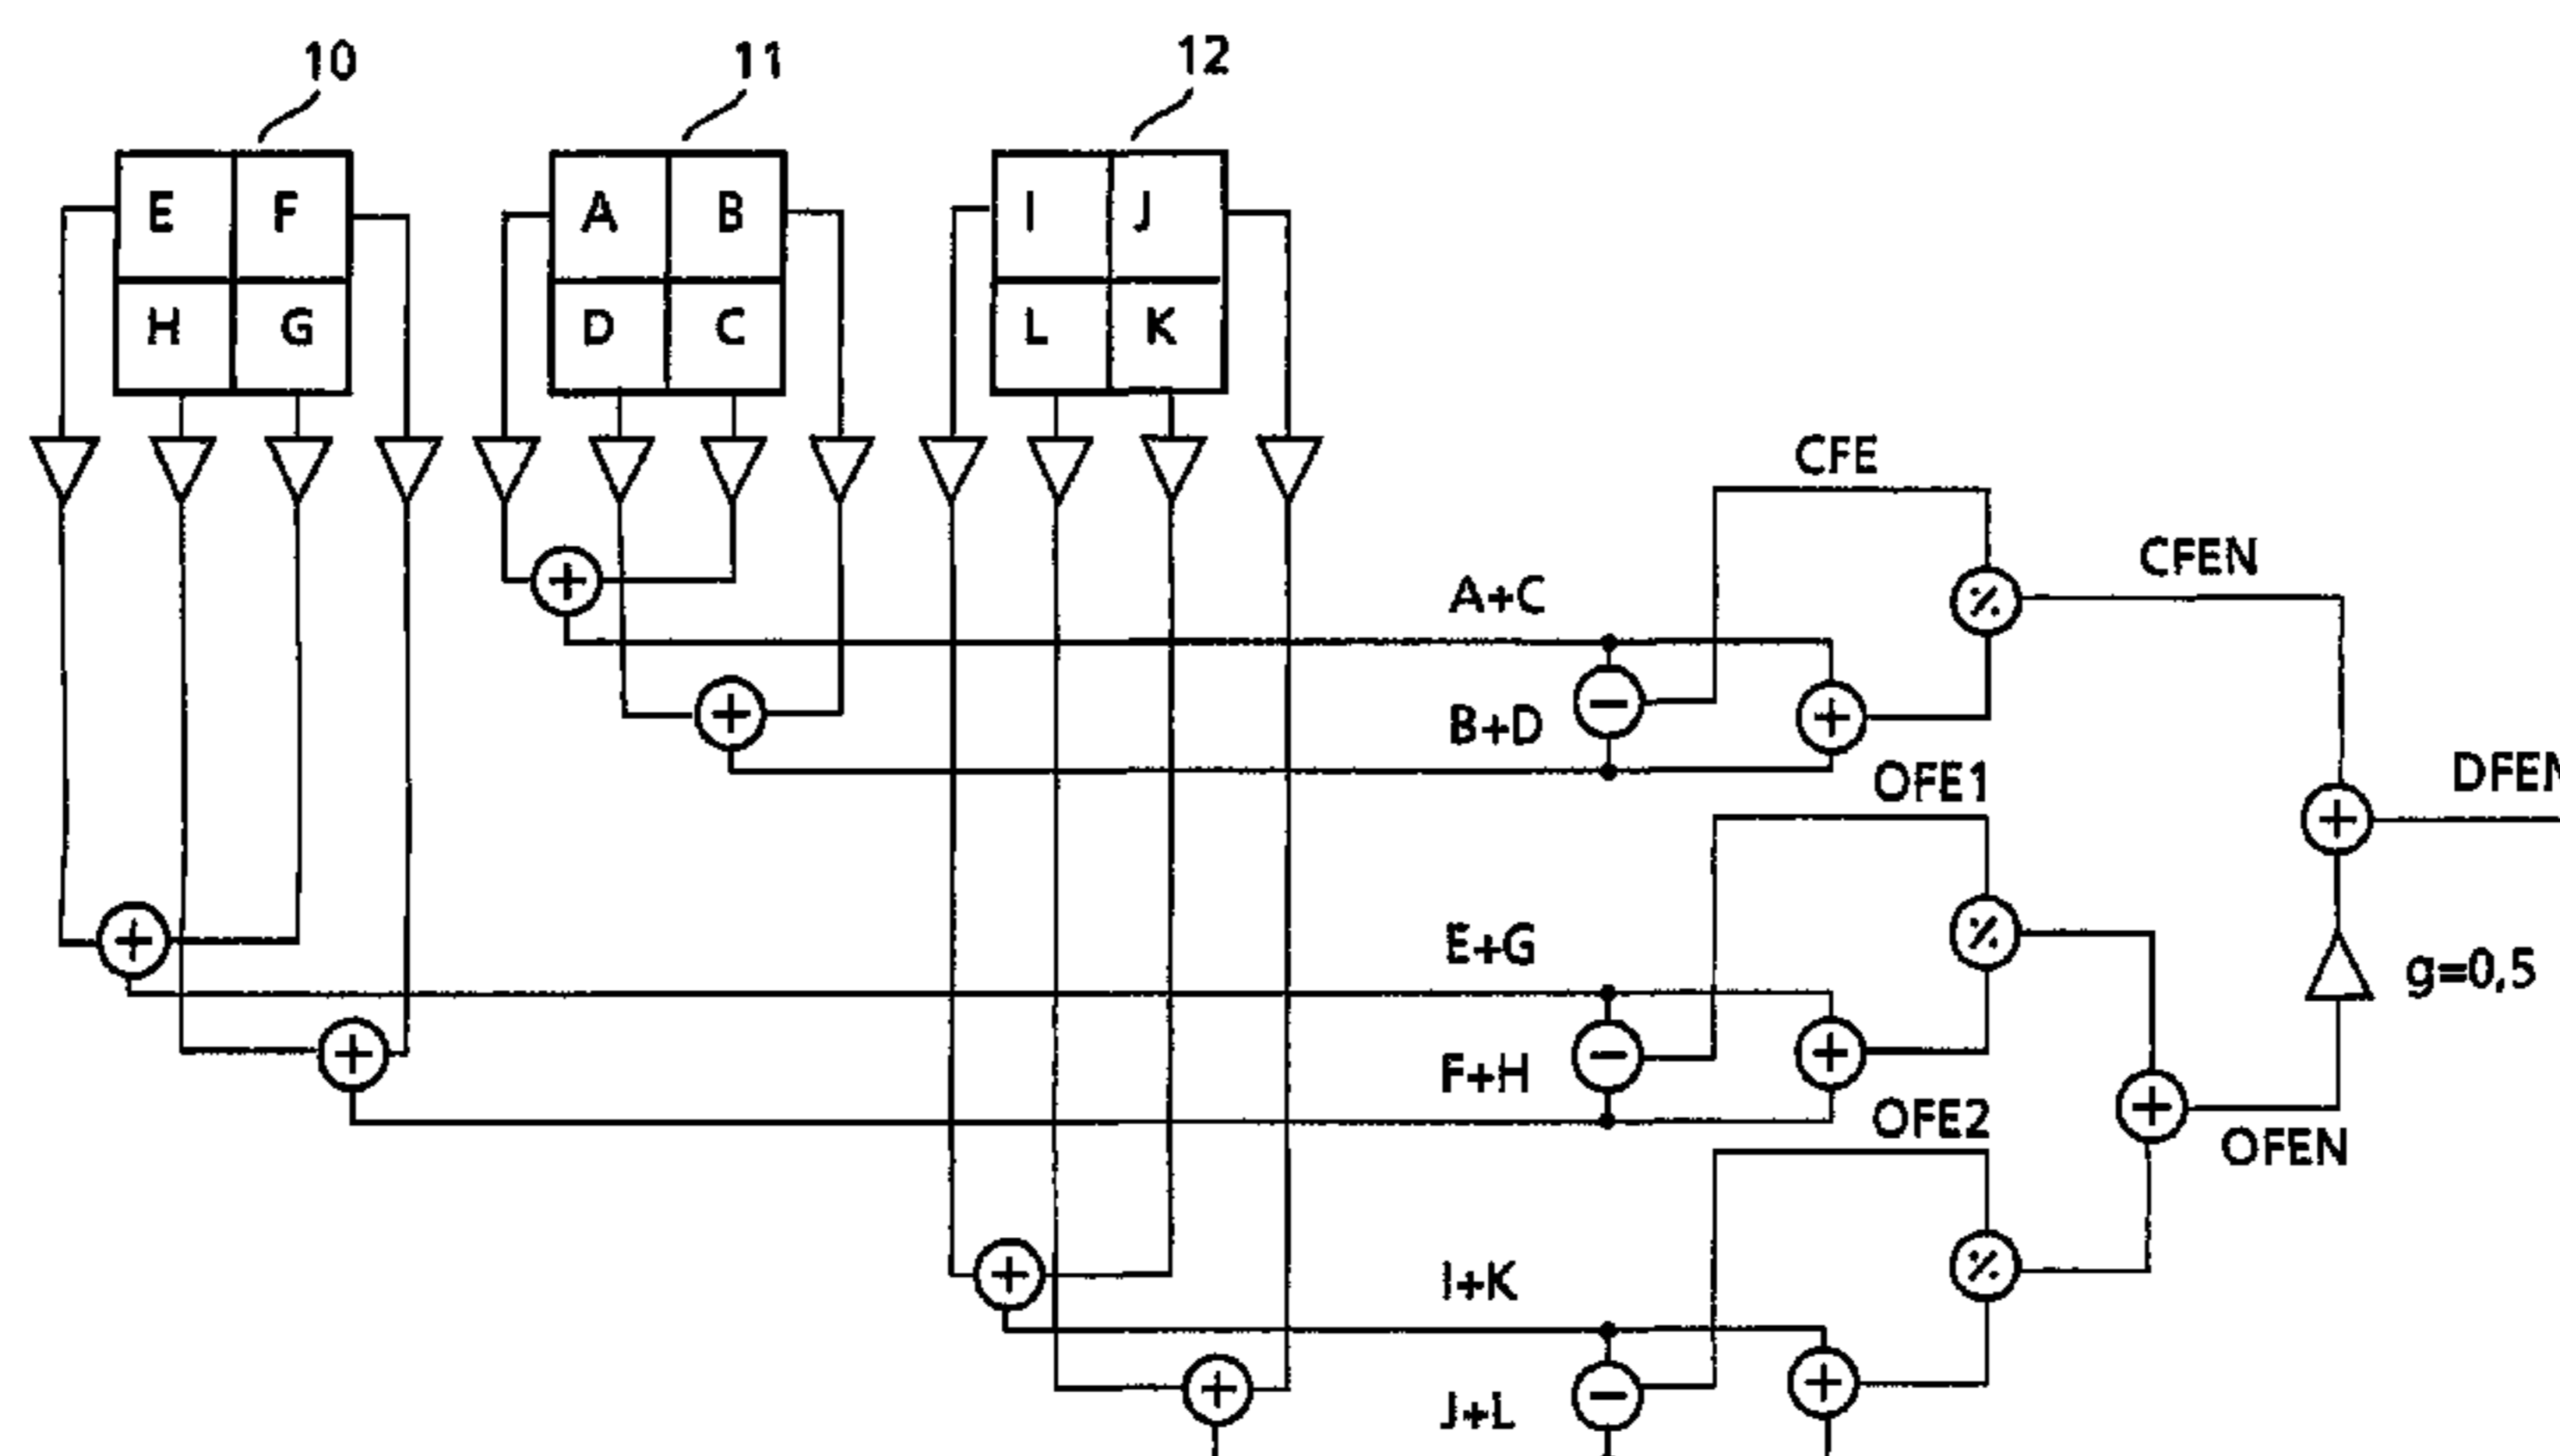 10 11 12
E F A B I J
H G D C L K
CFE
CFEN
A+C
B+D
OFE1
DFEN
E+G
g=0,5
F+H
OFE2
OFEN
I+K
J+L